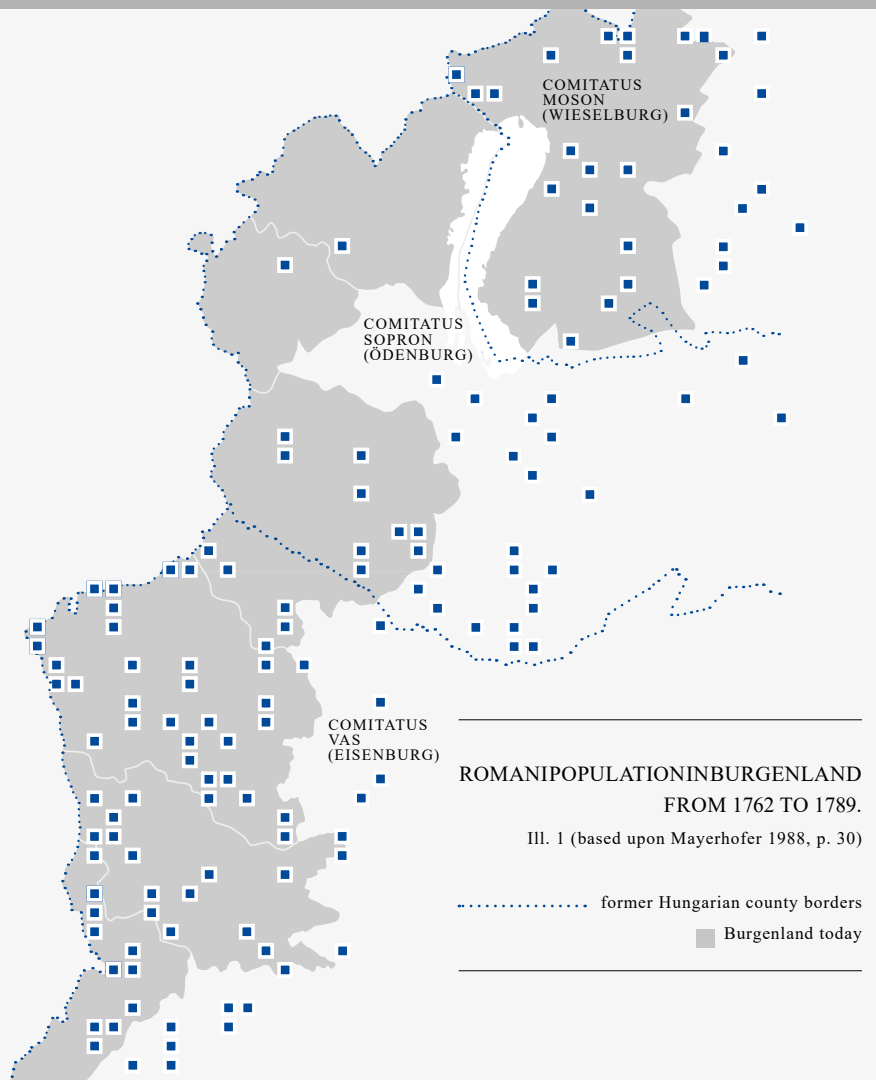 COMITATUS
MOSON
(WIESELBURG)
COMITATUS
SOPRON
(ÖDENBURG)
COMITATUS
VAS
(EISENBURG)
ROMANIPOPULATIONINBURGENLAND
FROM 1762 TO 1789.
Ill. 1 (based upon Mayerhofer 1988, p. 30)
former Hungarian county borders
Burgenland today